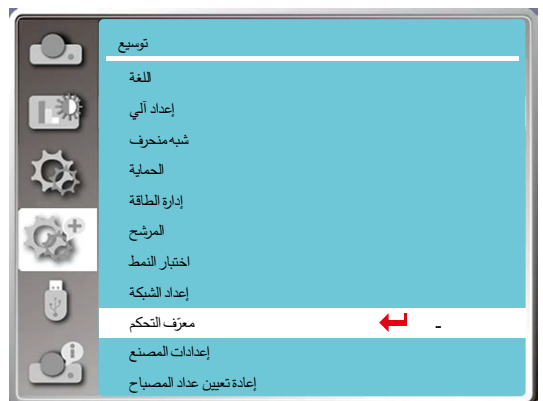 توسيع
اللغة
إعداد آلي
شبه منحرف
الحماية
إدارة الطاقة
المرشح
اختبار النمط
إعداد الشبكة
معرّف التحكم -
إعدادات المصنع
إعادة تعيين عداد المصباح